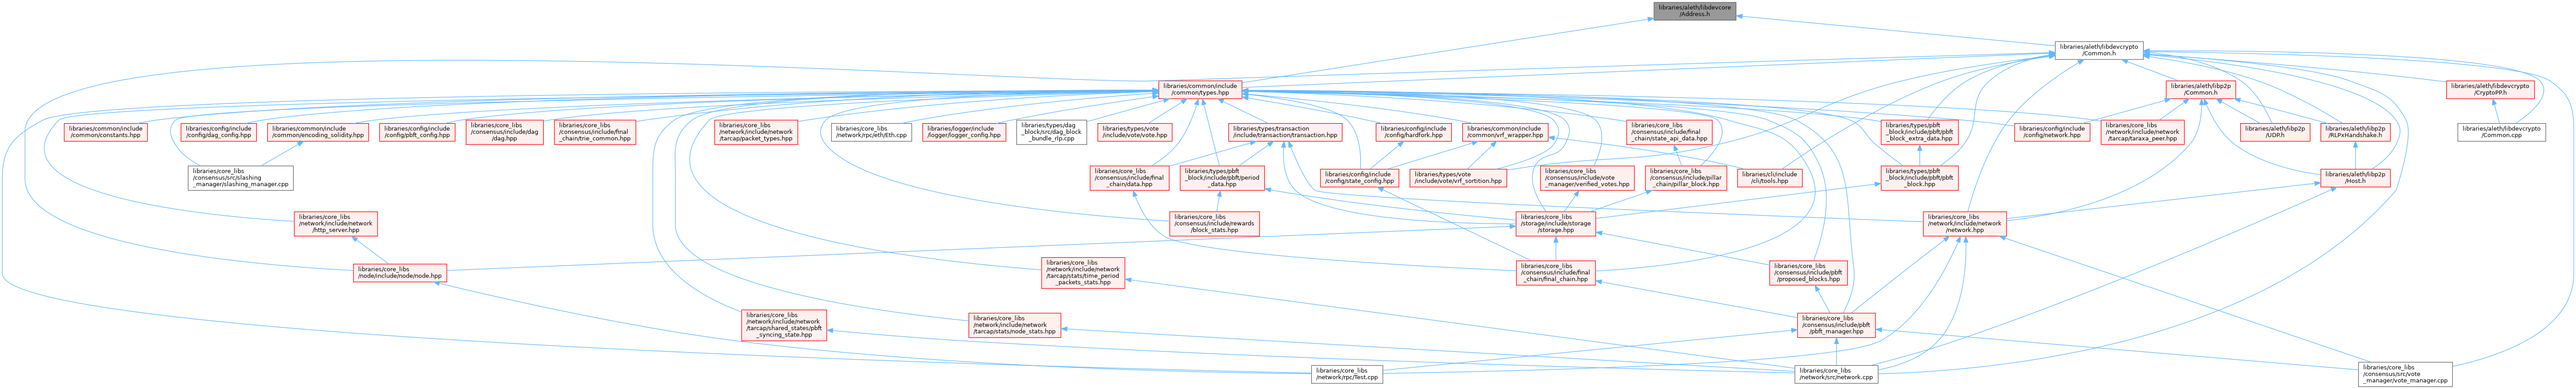 libraries/aleth/libdevcore
/Address.h
libraries/aleth/libdevcrypto
/Common.h
libraries/common/include
/common/types.hpp
libraries/aleth/libp2p
/Common.h
libraries/aleth/libdevcrypto
/CryptoPP.h
libraries/common/include
/common/constants.hpp
libraries/config/include
/config/dag_config.hpp
libraries/common/include
/common/encoding_solidity.hpp
libraries/config/include
/config/pbft_config.hpp
libraries/core_libs
/consensus/include/dag
/dag.hpp
libraries/core_libs
/consensus/include/final
_chain/trie_common.hpp
libraries/core_libs
/network/include/network
/tarcap/packet_types.hpp
libraries/types/vote
/include/vote/vote.hpp
libraries/core_libs
/network/rpc/eth/Eth.cpp
libraries/logger/include
/logger/logger_config.hpp
libraries/types/dag
_block/src/dag_block
_bundle_rlp.cpp
libraries/types/transaction
/include/transaction/transaction.hpp
libraries/config/include
/config/hardfork.hpp
libraries/common/include
/common/vrf_wrapper.hpp
libraries/core_libs
/consensus/include/final
_chain/state_api_data.hpp
libraries/types/pbft
_block/include/pbft/pbft
_block_extra_data.hpp
libraries/config/include
/config/network.hpp
libraries/core_libs
/network/include/network
/tarcap/taraxa_peer.hpp
libraries/aleth/libp2p
/UDP.h
libraries/aleth/libp2p
/RLPxHandshake.h
libraries/aleth/libdevcrypto
/Common.cpp
libraries/core_libs
/consensus/src/slashing
_manager/slashing_manager.cpp
libraries/core_libs
/consensus/include/final
_chain/data.hpp
libraries/types/pbft
_block/include/pbft/period
_data.hpp
libraries/config/include
/config/state_config.hpp
libraries/types/vote
/include/vote/vrf_sortition.hpp
libraries/core_libs
/consensus/include/vote
_manager/verified_votes.hpp
libraries/core_libs
/consensus/include/pillar
_chain/pillar_block.hpp
libraries/cli/include
/cli/tools.hpp
libraries/types/pbft
_block/include/pbft/pbft
_block.hpp
libraries/aleth/libp2p
/Host.h
libraries/core_libs
/network/include/network
/http_server.hpp
libraries/core_libs
/consensus/include/rewards
/block_stats.hpp
libraries/core_libs
/storage/include/storage
/storage.hpp
libraries/core_libs
/network/include/network
/network.hpp
libraries/core_libs
/node/include/node/node.hpp
libraries/core_libs
/network/include/network
/tarcap/stats/time_period
_packets_stats.hpp
libraries/core_libs
/consensus/include/final
_chain/final_chain.hpp
libraries/core_libs
/consensus/include/pbft
/proposed_blocks.hpp
libraries/core_libs
/network/include/network
/tarcap/shared_states/pbft
_syncing_state.hpp
libraries/core_libs
/network/include/network
/tarcap/stats/node_stats.hpp
libraries/core_libs
/consensus/include/pbft
/pbft_manager.hpp
libraries/core_libs
/network/rpc/Test.cpp
libraries/core_libs
/network/src/network.cpp
libraries/core_libs
/consensus/src/vote
_manager/vote_manager.cpp